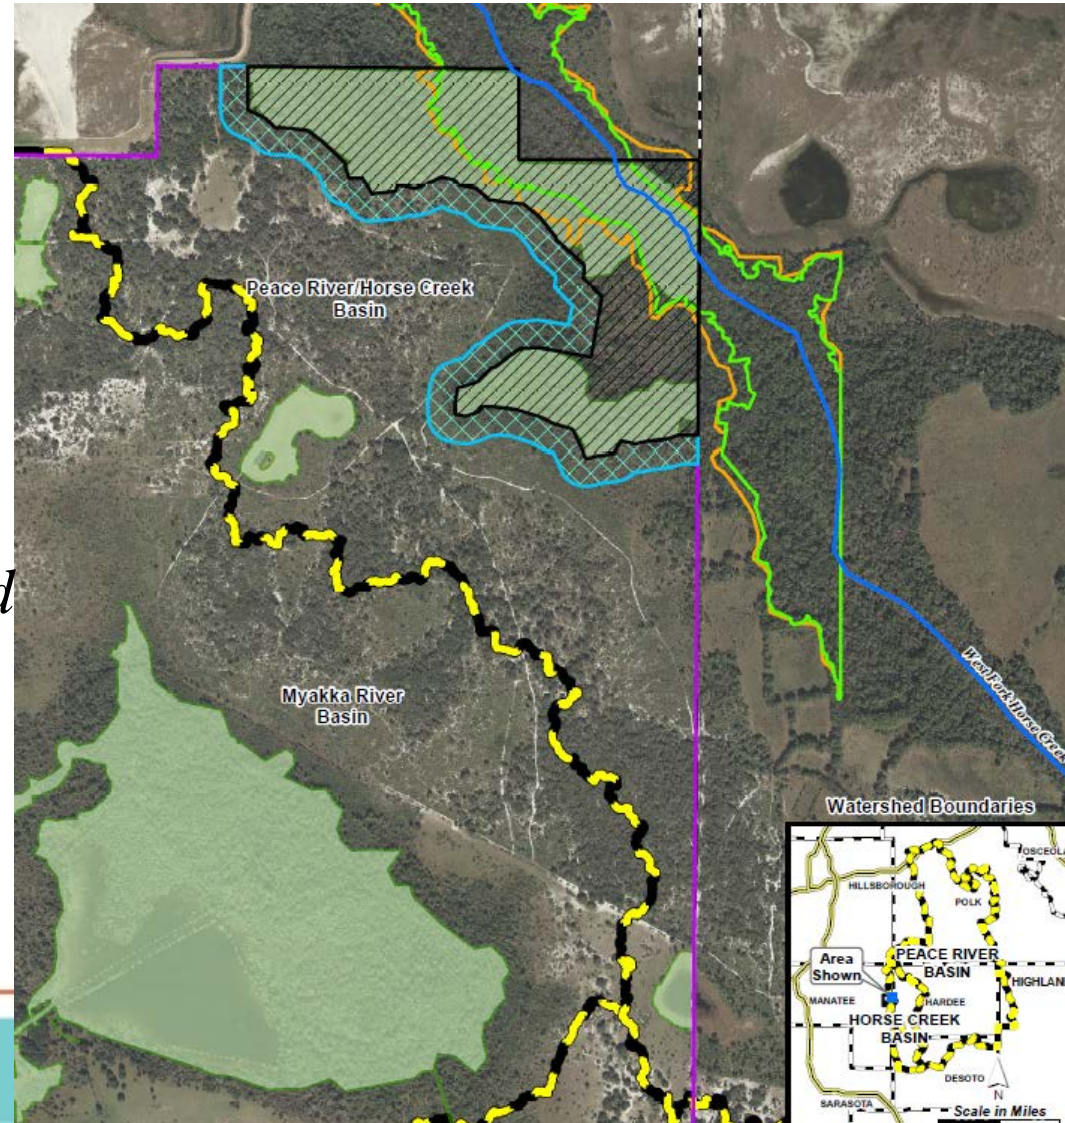 Peace River/Horse Creek
Basin
d
Myakka River
Basin
West Fork Horse Creek
Watershed Boundaries
OSCEOLA
HILLSBOROUGH
POLK
PEACE RIVER
BASIN
Area
Shown
HIGHLAN
MANATEE
HARDEE
HORSE CREEK
BASIN
DESOTO
N
SARASOTA
Scale in Miles